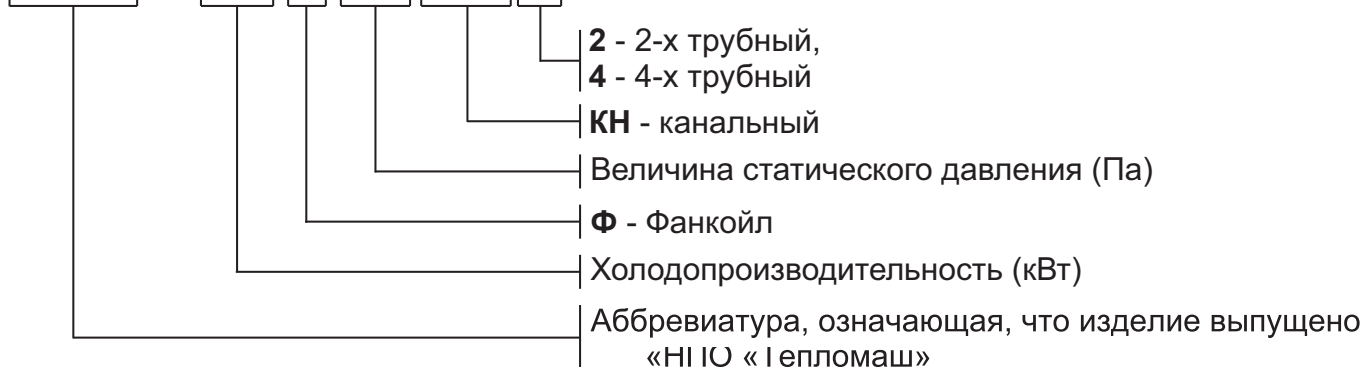 2 - 2-х трубный,
4 - 4-х трубный
КН - канальный
Величина статического давления (Па)
Ф - Фанкойл
Холодопроизводительность (кВт)
Аббревиатура, означающая, что изделие выпущено
«НПО «Тепломаш»